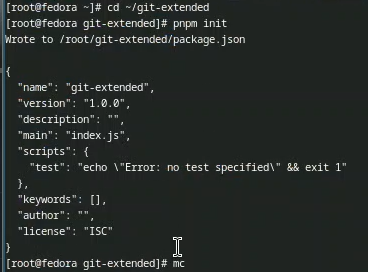 [root@fedora ~]# cd ~/git-extended
[root@fedora git-extended]# pnpm init
Wrote to /root/git-extended/package.json

{
  "name": "git-extended",
  "version": "1.0.0",
  "description": "",
  "main": "index.js",
  "scripts": {
    "test": "echo \"Error: no test specified\" && exit 1"
  },
  "keywords": [],
  "author": "",
  "license": "ISC"
}
[root@fedora git-extended]# mc